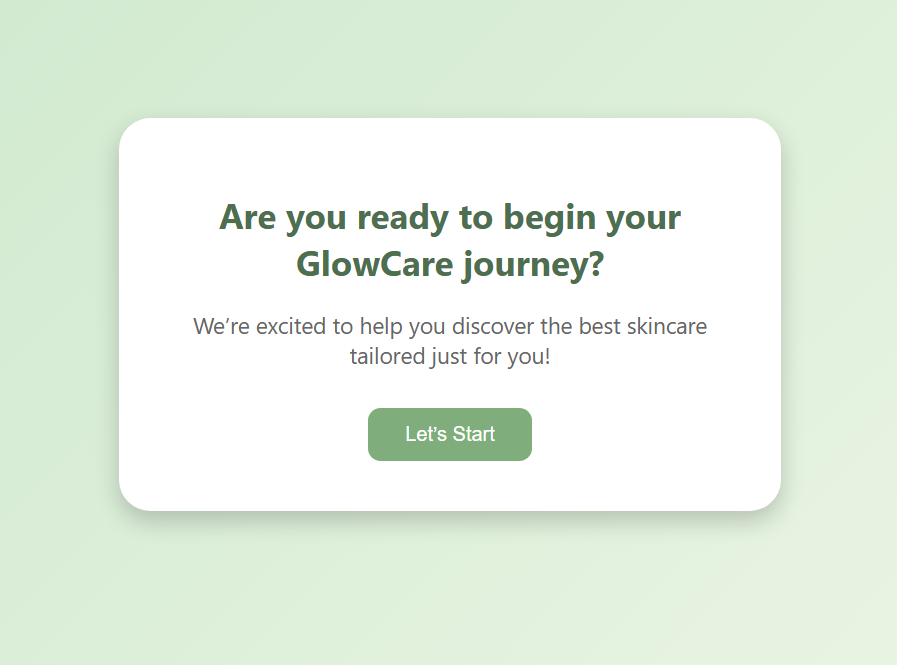 Are you ready to begin your
GlowCare journey?
We’re excited to help you discover the best skincare
tailored just for you!
Let’s Start